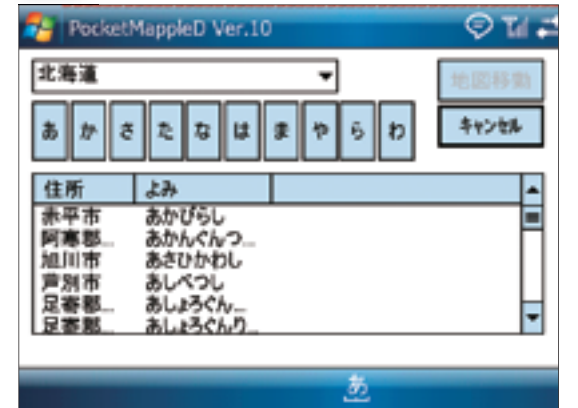 PocketMappleD Ver.10
北海道
地図移動
あ か さ た な は ま や ら わ
キャンセル
住所 よみ
赤平市 あかびらし
阿寒郡... あかんぐんつ...
旭川市 あさひかわし
芦別市 あしべつし
足寄郡... あしょろぐん...
足寄郡... あしょろぐんり...
あ